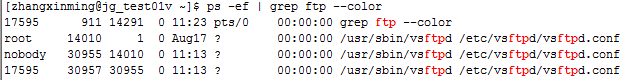 [zhangxinming@jg_test01v ~]$ ps -ef | grep ftp --color
17595 911 14291 0 11:23 pts/0 00:00:00 grep ftp --color
root 14010 1 0 Aug17 ? 00:00:00 /usr/sbin/vsftpd /etc/vsftpd/vsftpd.conf
nobody 30955 14010 0 11:13 ? 00:00:00 /usr/sbin/vsftpd /etc/vsftpd/vsftpd.conf
17595 30957 30955 0 11:13 ? 00:00:00 /usr/sbin/vsftpd /etc/vsftpd/vsftpd.conf